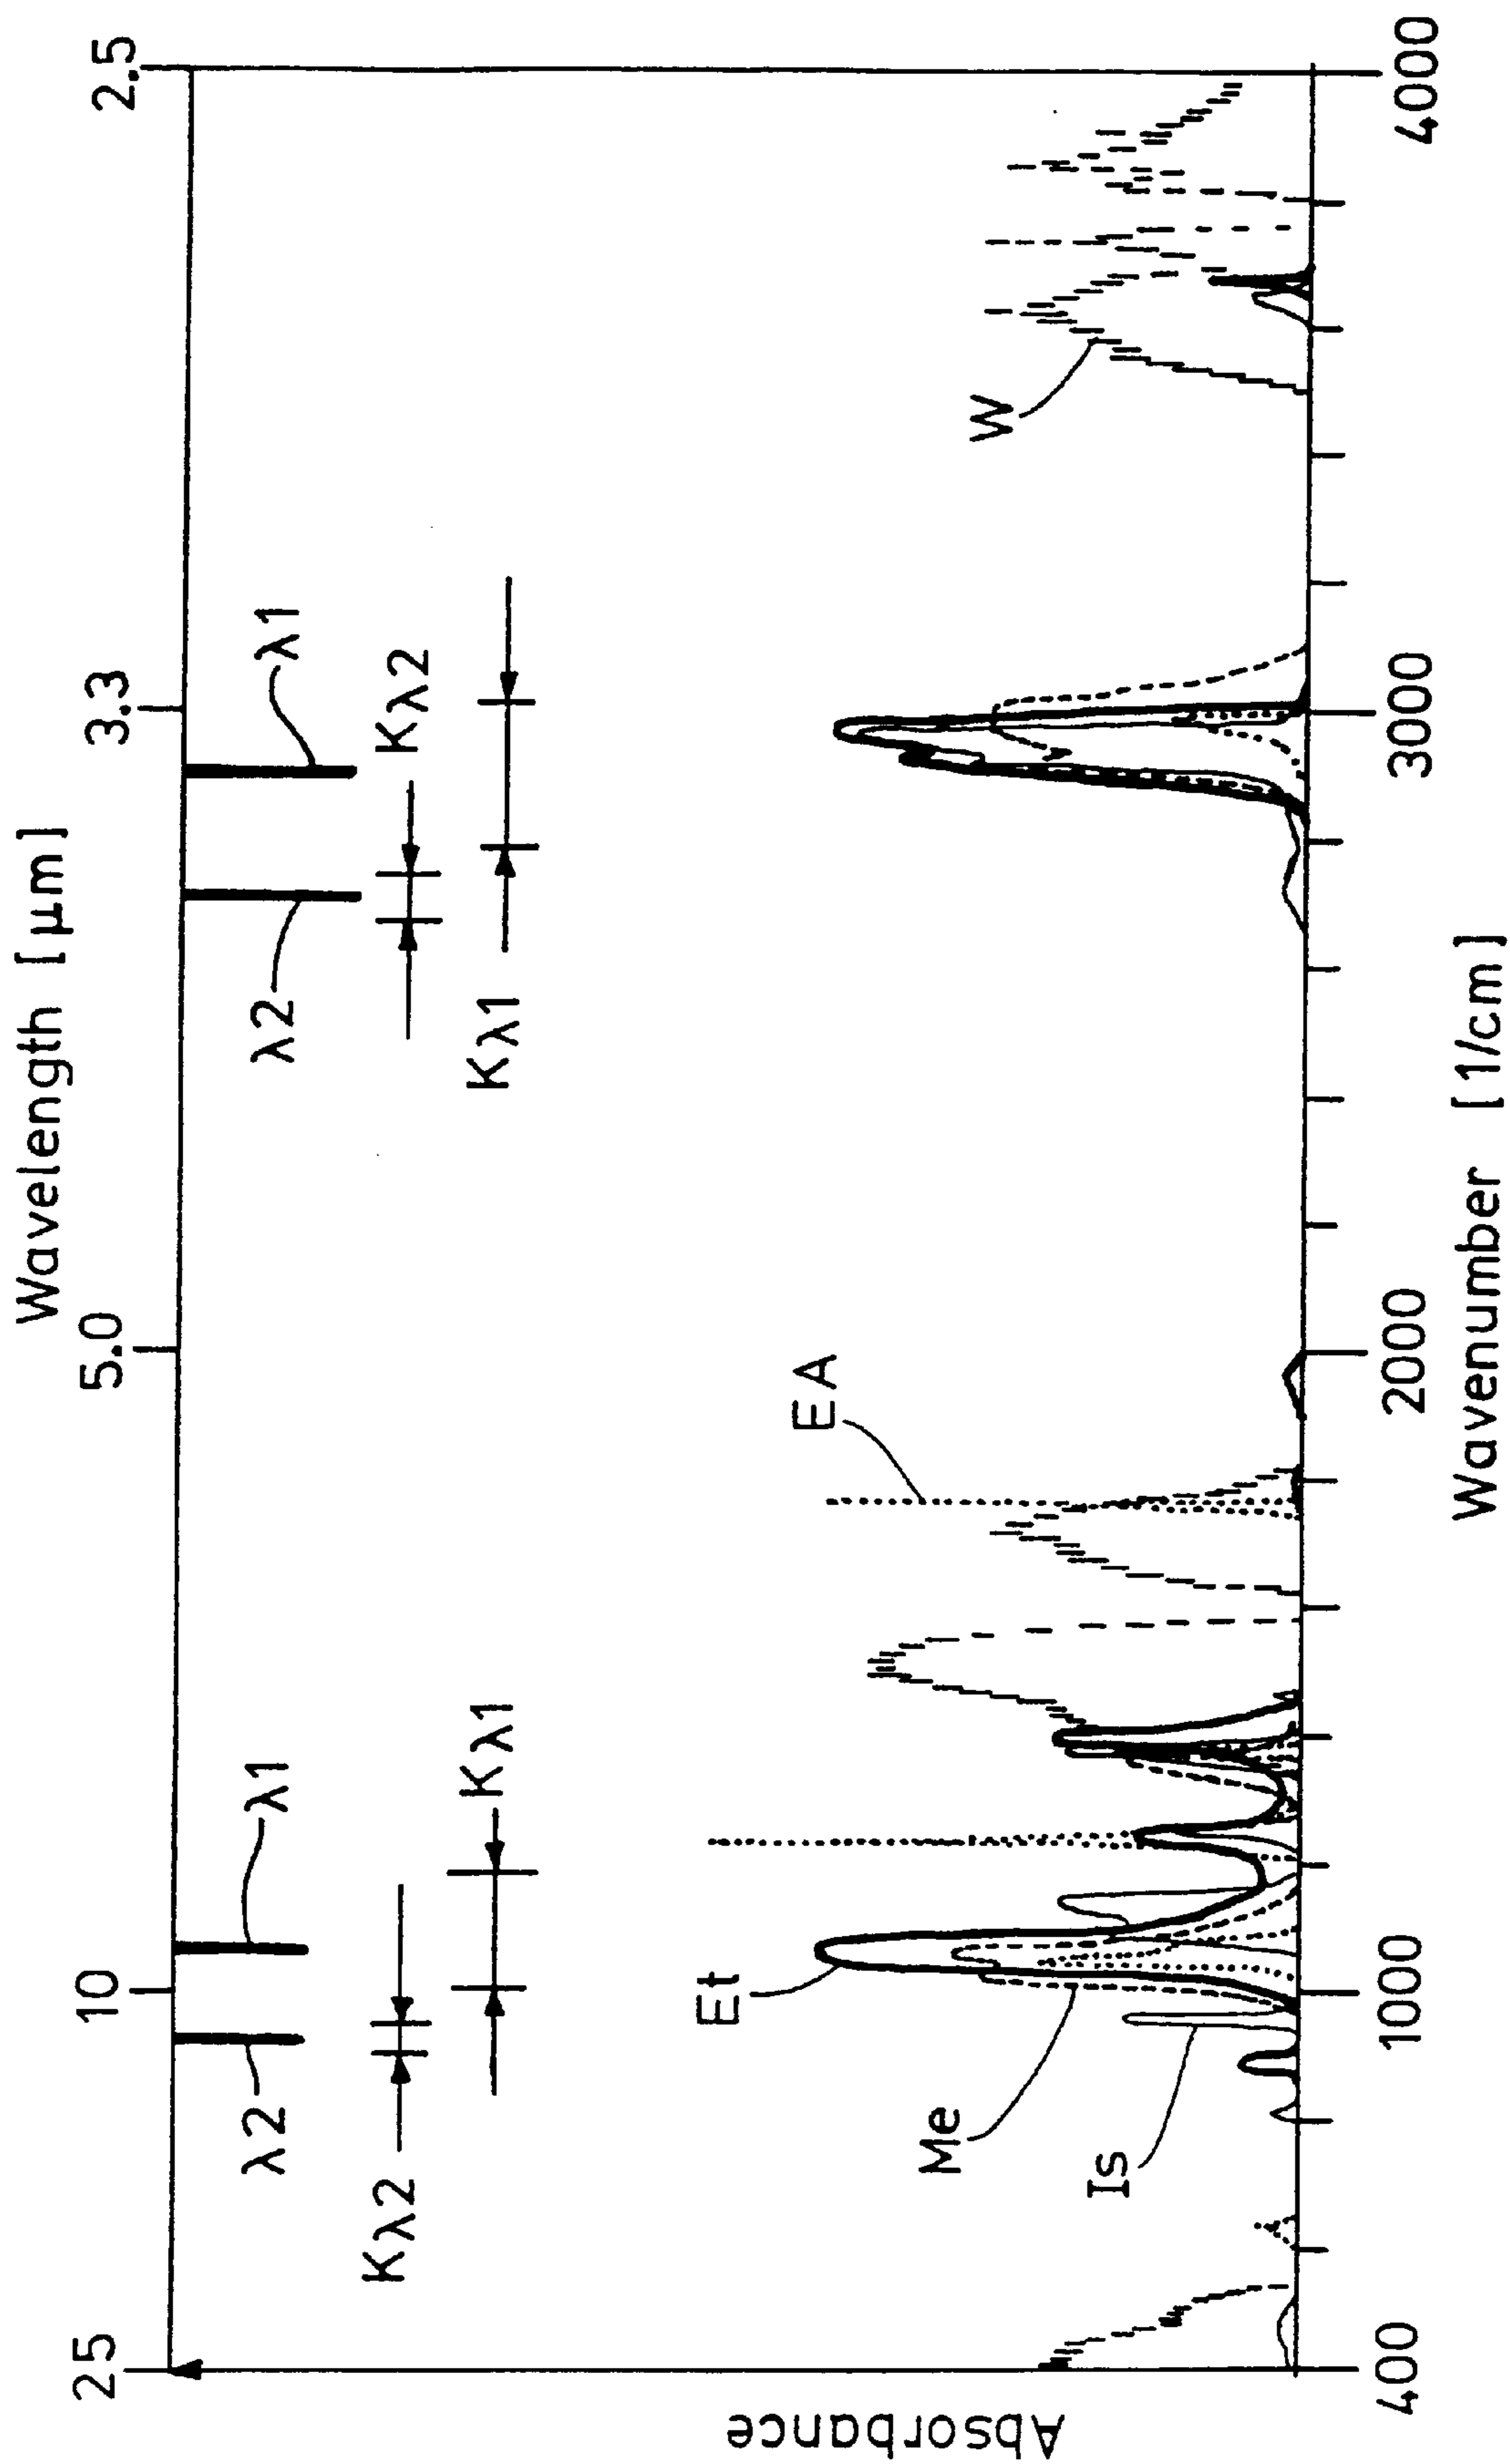 Wavelength [µm]
25
10
5.0
3.3
2.5
λ2
λ1
λ2
λ1
Kλ2
Kλ1
Kλ1
Kλ2
Absorbance
Et
Me
Is
EA
W
400
1000
2000
3000
4000
Wavenumber [1/cm]